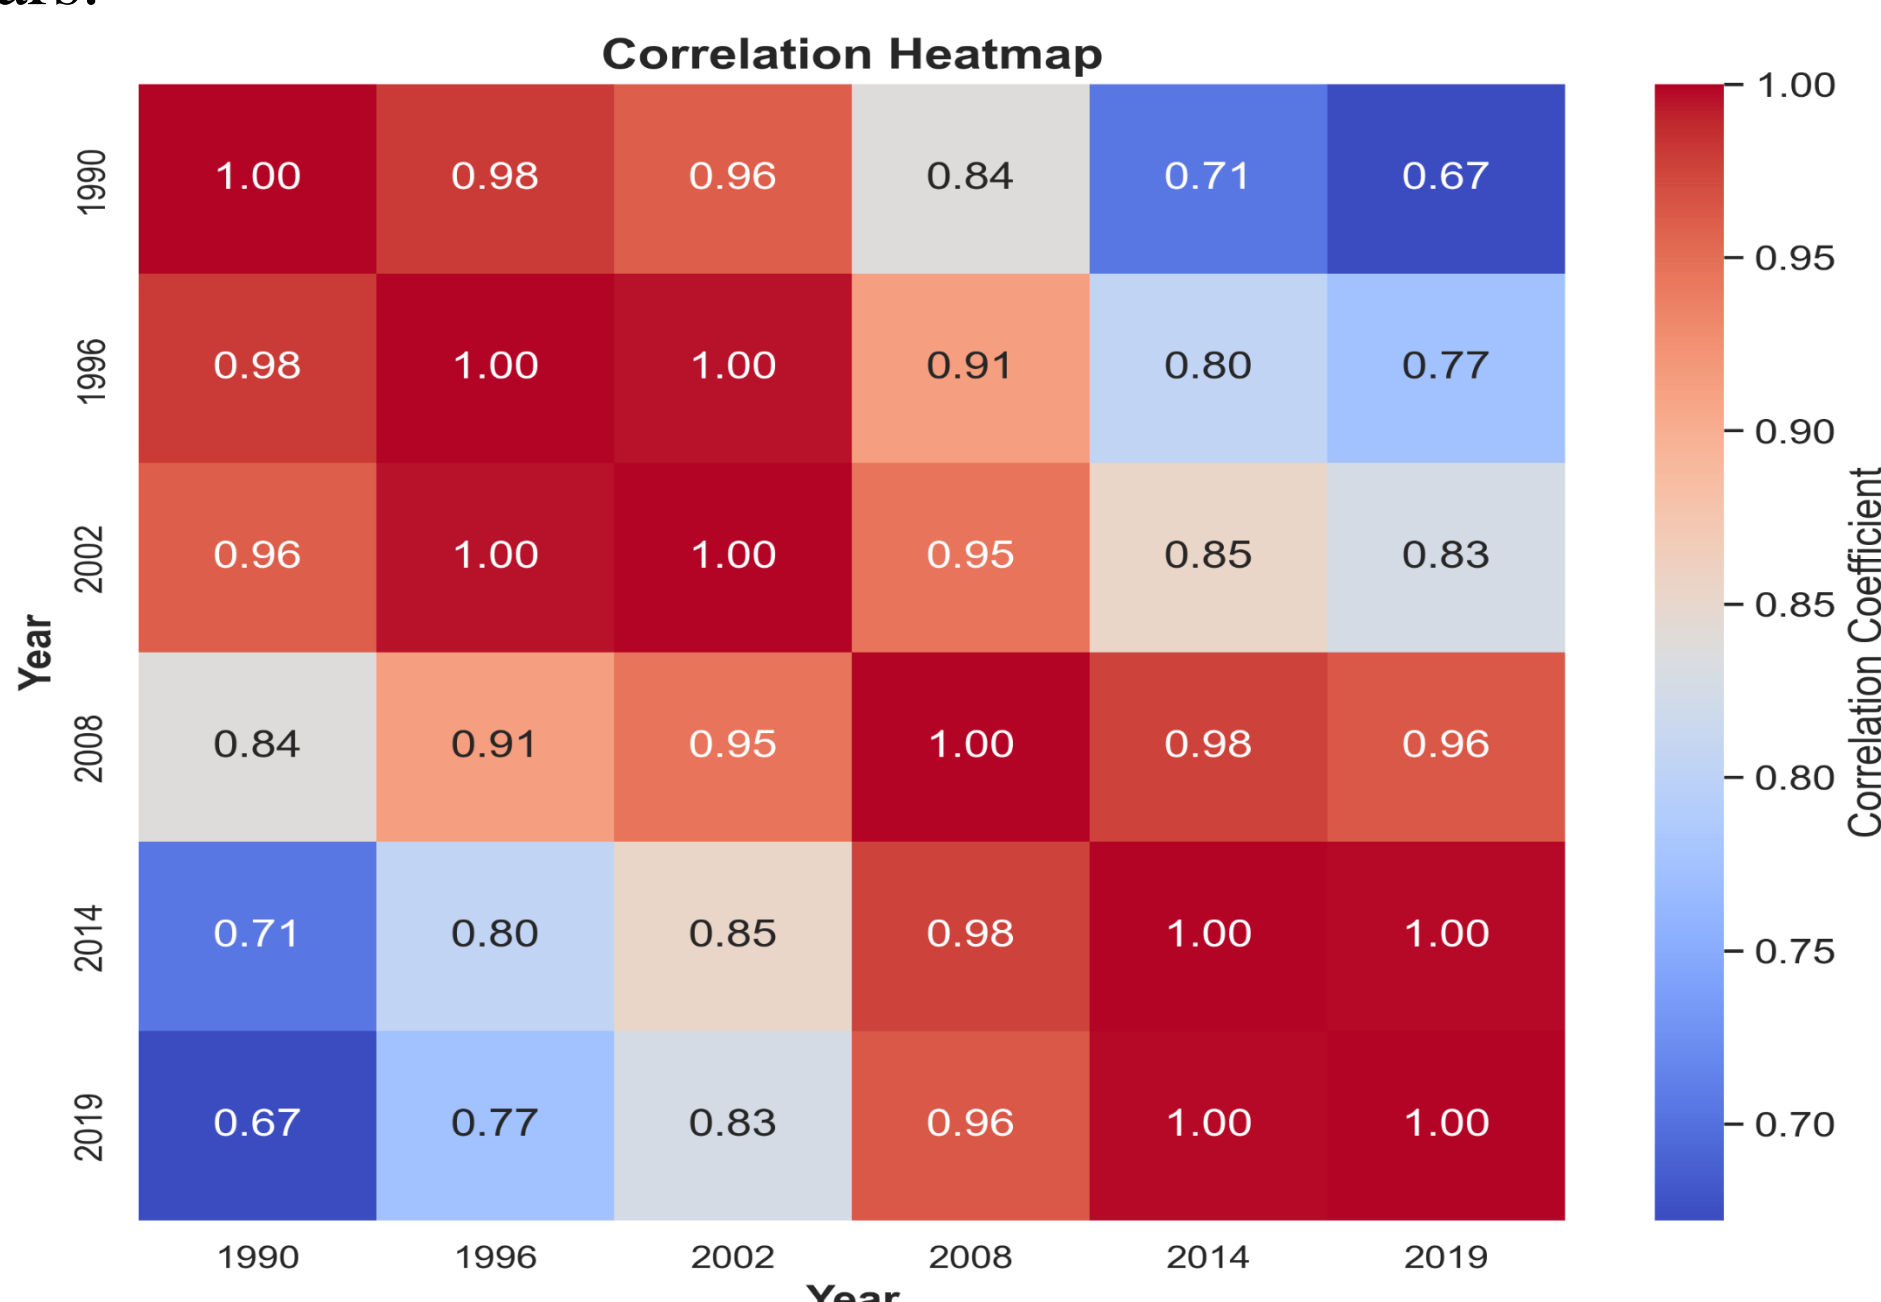 Correlation Heatmap
1990 1.00 0.98 0.96 0.84 0.71 0.67
1996 0.98 1.00 1.00 0.91 0.80 0.77
2002 0.96 1.00 1.00 0.95 0.85 0.83
2008 0.84 0.91 0.95 1.00 0.98 0.96
2014 0.71 0.80 0.85 0.98 1.00 1.00
2019 0.67 0.77 0.83 0.96 1.00 1.00
1990 1996 2002 2008 2014 2019
Year
Year
1.00
0.95
0.90
0.85
0.80
0.75
0.70
Correlation Coefficient